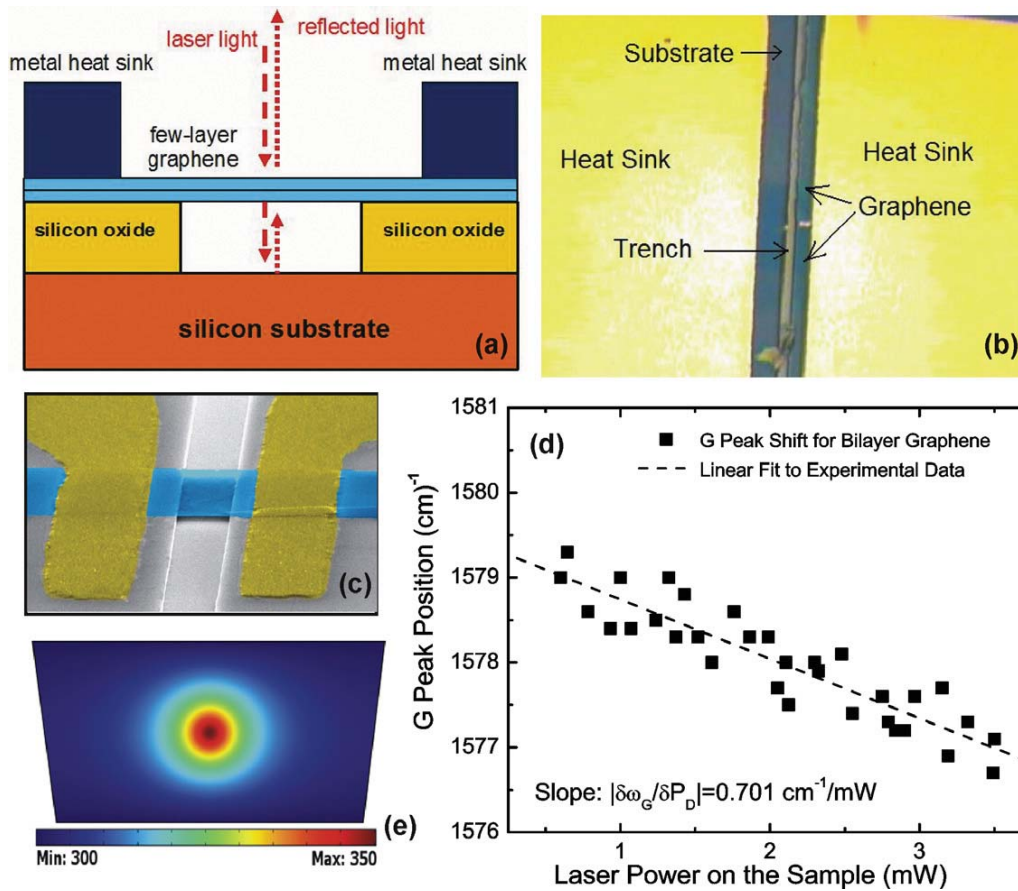 laser light
reflected light
metal heat sink
metal heat sink
few-layer
graphene
silicon oxide
silicon oxide
silicon substrate
(a)
Substrate
Heat Sink
Heat Sink
Graphene
Trench
(b)
(c)
Min: 300
Max: 350
(e)
(d)
G Peak Shift for Bilayer Graphene
Linear Fit to Experimental Data
G Peak Position (cm)⁻¹
1581
1580
1579
1578
1577
1576
Slope: |δω_G/δP_D|=0.701 cm⁻¹/mW
1
2
3
Laser Power on the Sample (mW)